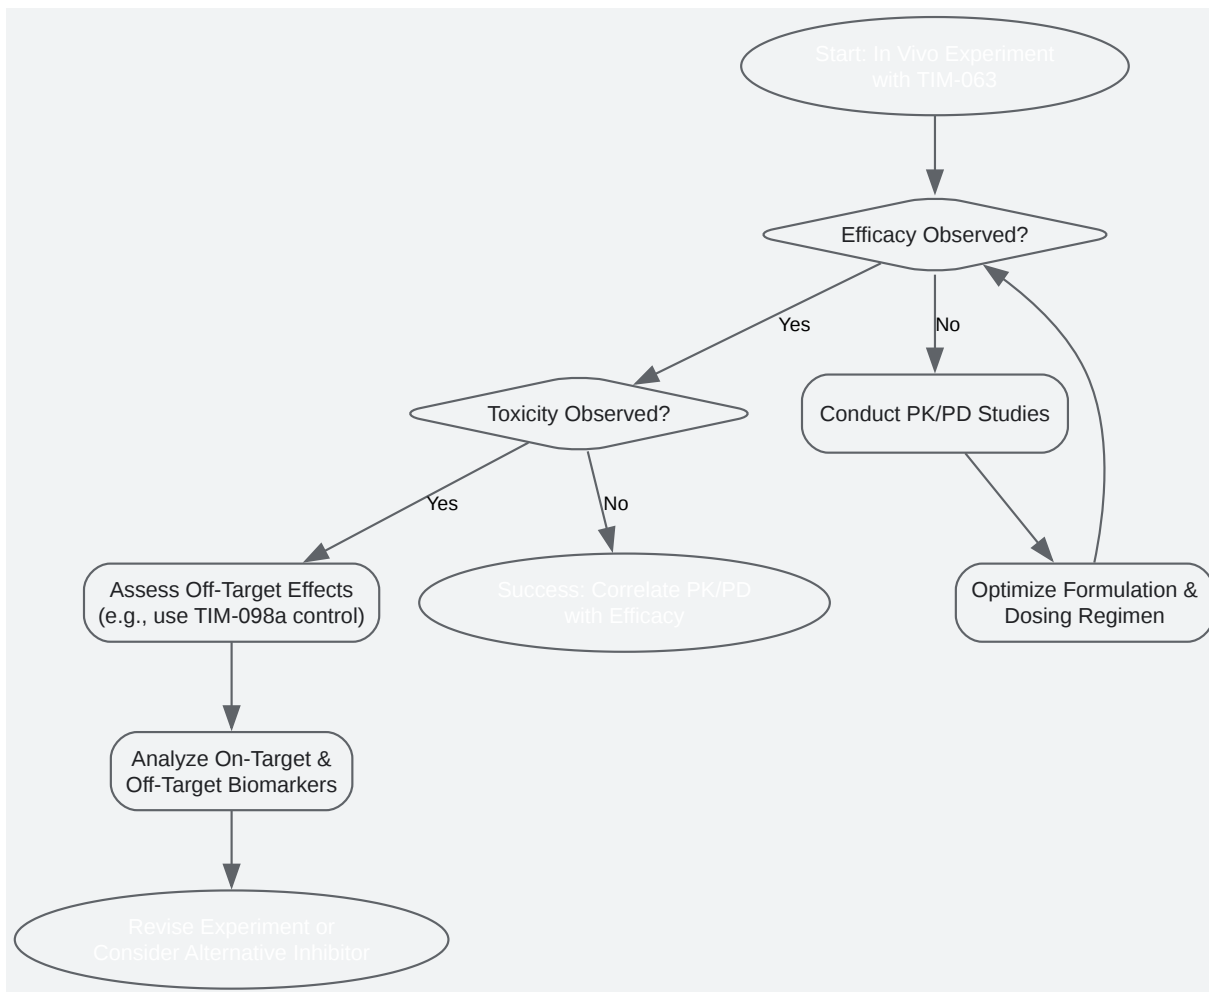 Start: In Vivo Experiment
with TIM-063
Efficacy Observed?
Yes
No
Toxicity Observed?
Conduct PK/PD Studies
Yes
No
Assess Off-Target Effects
(e.g., use TIM-098a control)
Success: Correlate PK/PD
with Efficacy
Optimize Formulation &
Dosing Regimen
Analyze On-Target &
Off-Target Biomarkers
Revise Experiment or
Consider Alternative Inhibitor